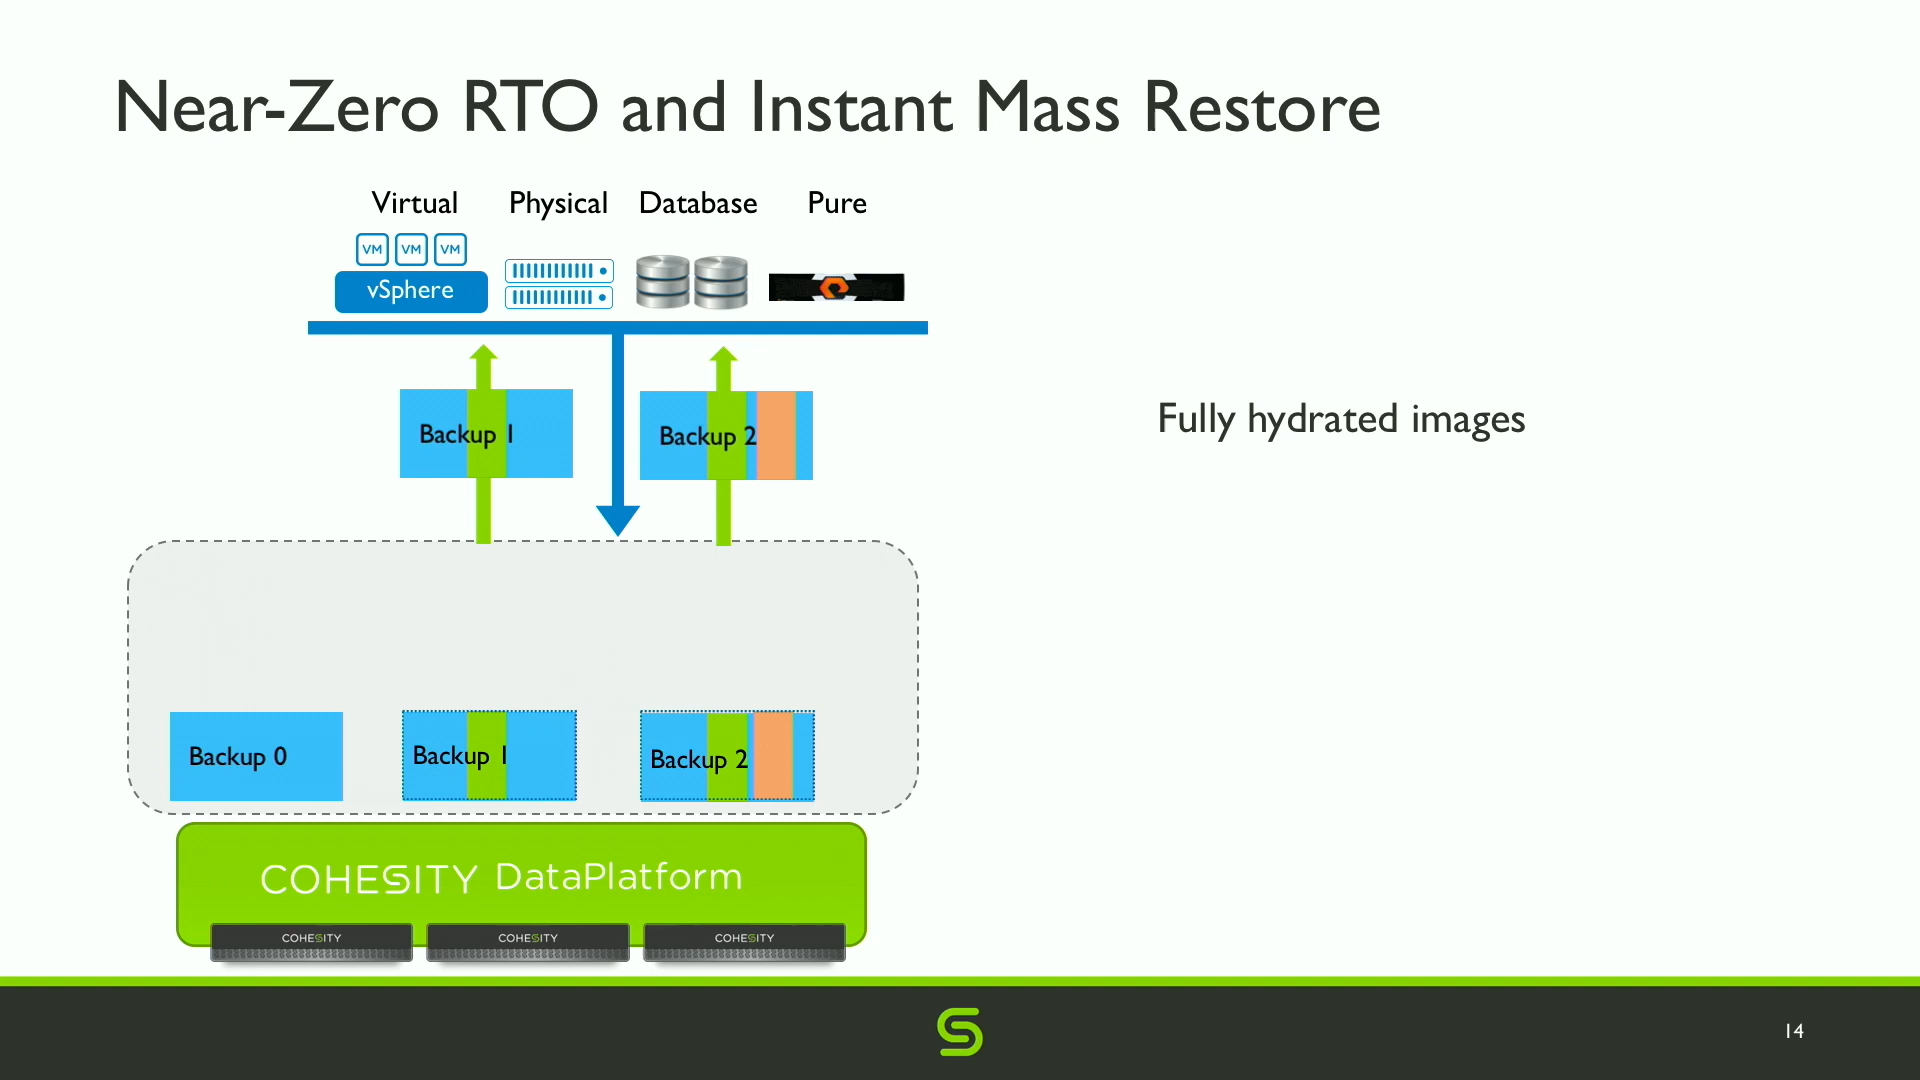 Near-Zero RTO and Instant Mass Restore
Virtual Physical Database Pure
VM VM VM
vSphere
Backup 1 Backup 2
Fully hydrated images
Backup 0 Backup 1 Backup 2
COHESITY DataPlatform
COHESITY COHESITY COHESITY
14